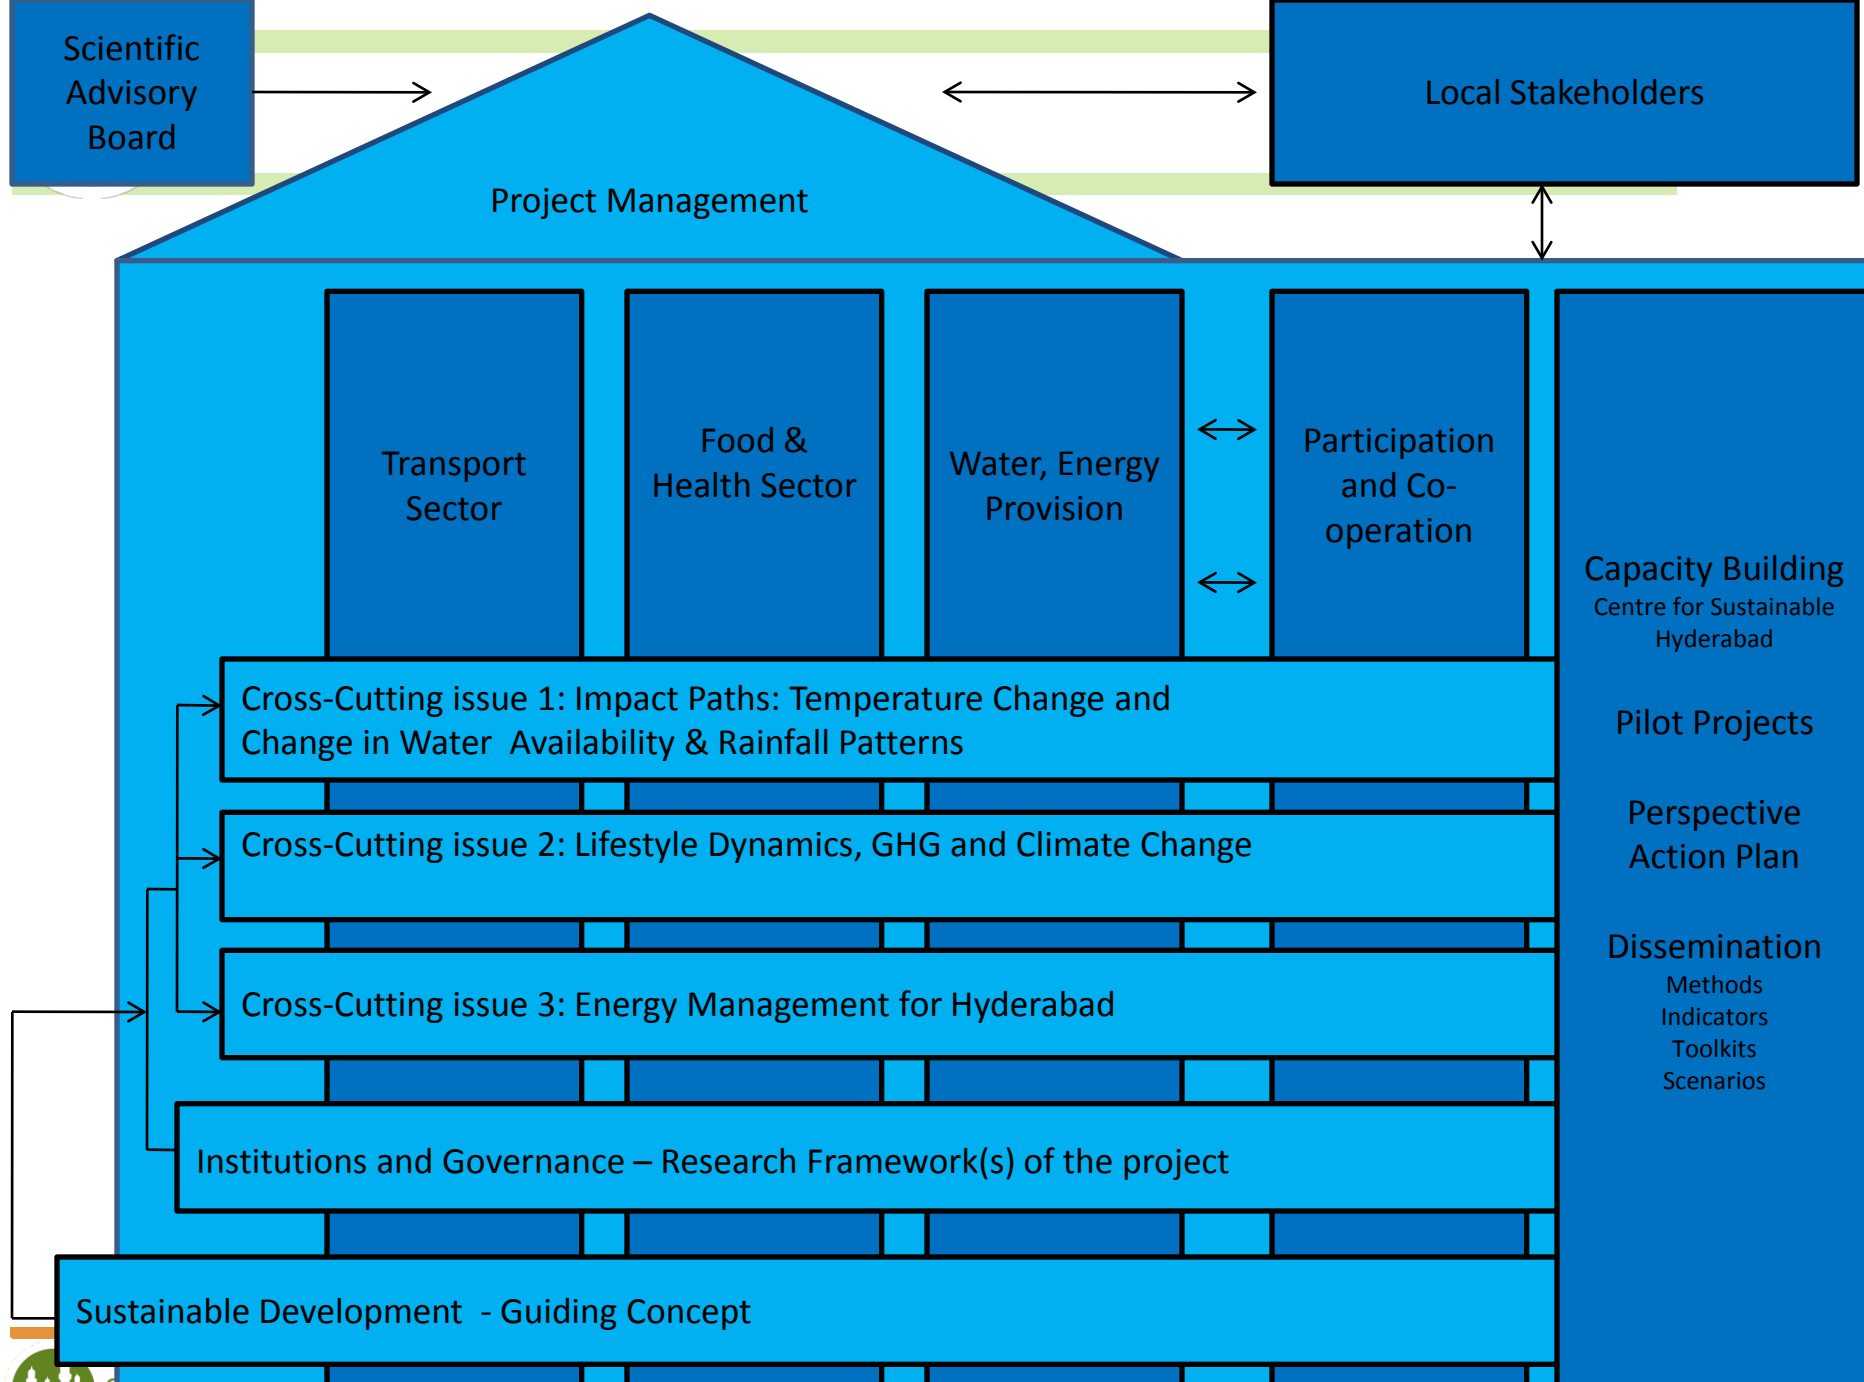 Scientific
Advisory
Board
Local Stakeholders
Project Management
Transport
Sector
Food &
Health Sector
Water, Energy
Provision
Participation
and Co-
operation
Capacity Building
Centre for Sustainable
Hyderabad
Pilot Projects
Perspective
Action Plan
Dissemination
Methods
Indicators
Toolkits
Scenarios
Cross-Cutting issue 1: Impact Paths: Temperature Change and
Change in Water  Availability & Rainfall Patterns
Cross-Cutting issue 2: Lifestyle Dynamics, GHG and Climate Change
Cross-Cutting issue 3: Energy Management for Hyderabad
Institutions and Governance – Research Framework(s) of the project
Sustainable Development  - Guiding Concept